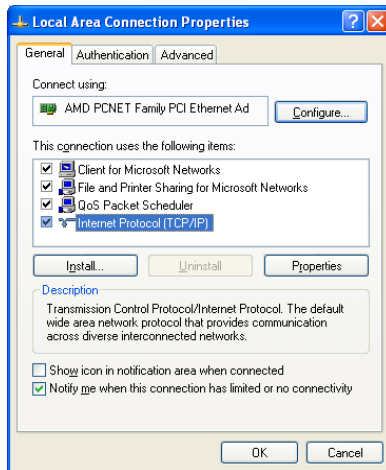 Local Area Connection Properties
General Authentication Advanced
Connect using:
AMD PCNET Family PCI Ethernet Ad
Configure...
This connection uses the following items:
Client for Microsoft Networks
File and Printer Sharing for Microsoft Networks
QoS Packet Scheduler
Internet Protocol (TCP/IP)
Install... Uninstall Properties
Description
Transmission Control Protocol/Internet Protocol. The default
wide area network protocol that provides communication
across diverse interconnected networks.
Show icon in notification area when connected
Notify me when this connection has limited or no connectivity
OK Cancel